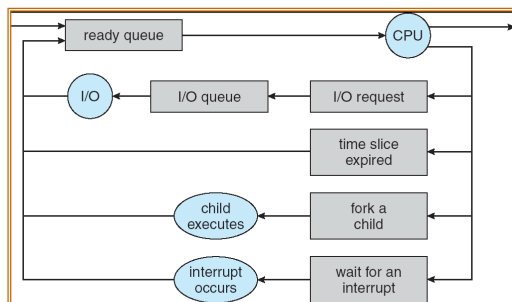 ready queue
CPU
I/O
I/O queue
I/O request
time slice
expired
child
executes
fork a
child
interrupt
occurs
wait for an
interrupt